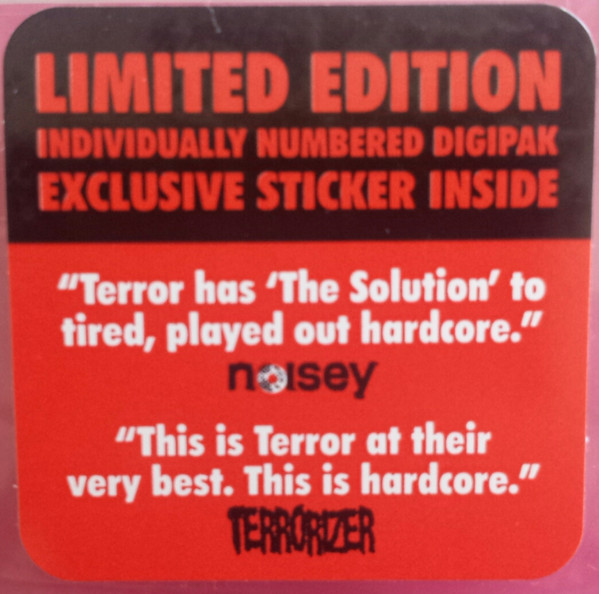 LIMITED EDITION
INDIVIDUALLY NUMBERED DIGIPAK
EXCLUSIVE STICKER INSIDE
“Terror has ‘The Solution’ to
tired, played out hardcore.”
noisey
“This is Terror at their
very best. This is hardcore.”
TERRORIZER